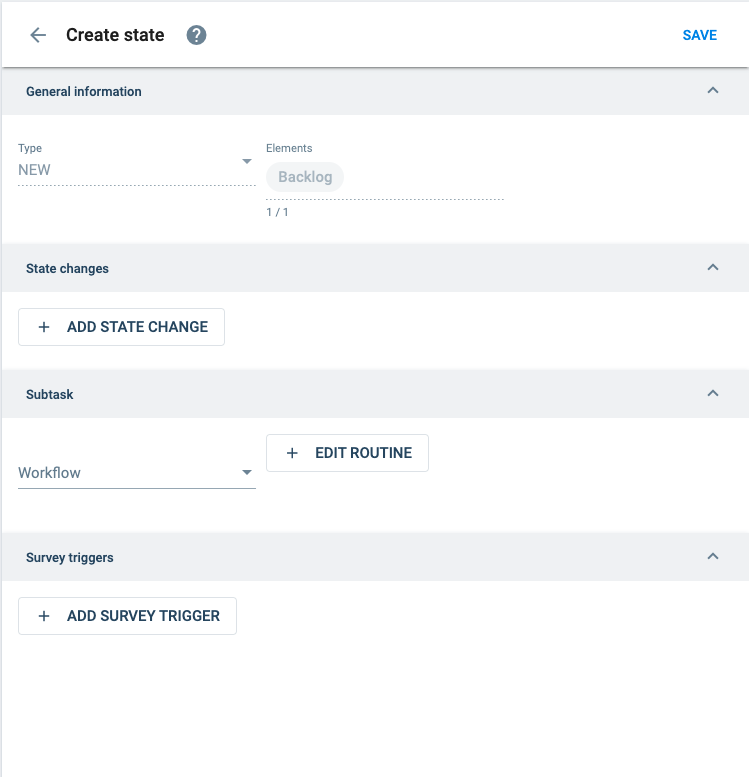 Create state ?
SAVE
General information
Type
NEW
Elements
Backlog
1 / 1
State changes
+ ADD STATE CHANGE
Subtask
Workflow
+ EDIT ROUTINE
Survey triggers
+ ADD SURVEY TRIGGER